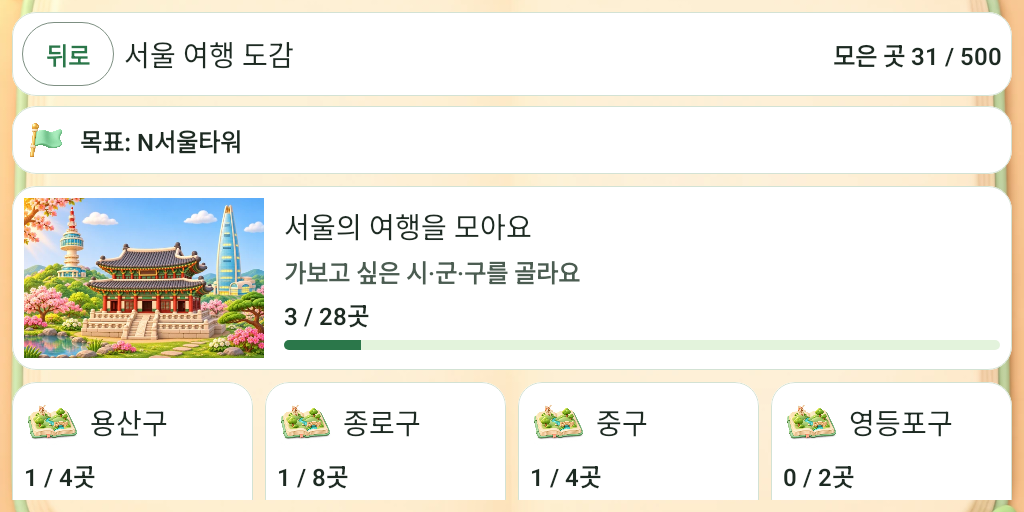 뒤로 서울 여행 도감 모은 곳 31 / 500
목표: N서울타워
서울의 여행을 모아요
가보고 싶은 시·군·구를 골라요
3 / 28곳
용산구 종로구 중구 영등포구
1 / 4곳 1 / 8곳 1 / 4곳 0 / 2곳